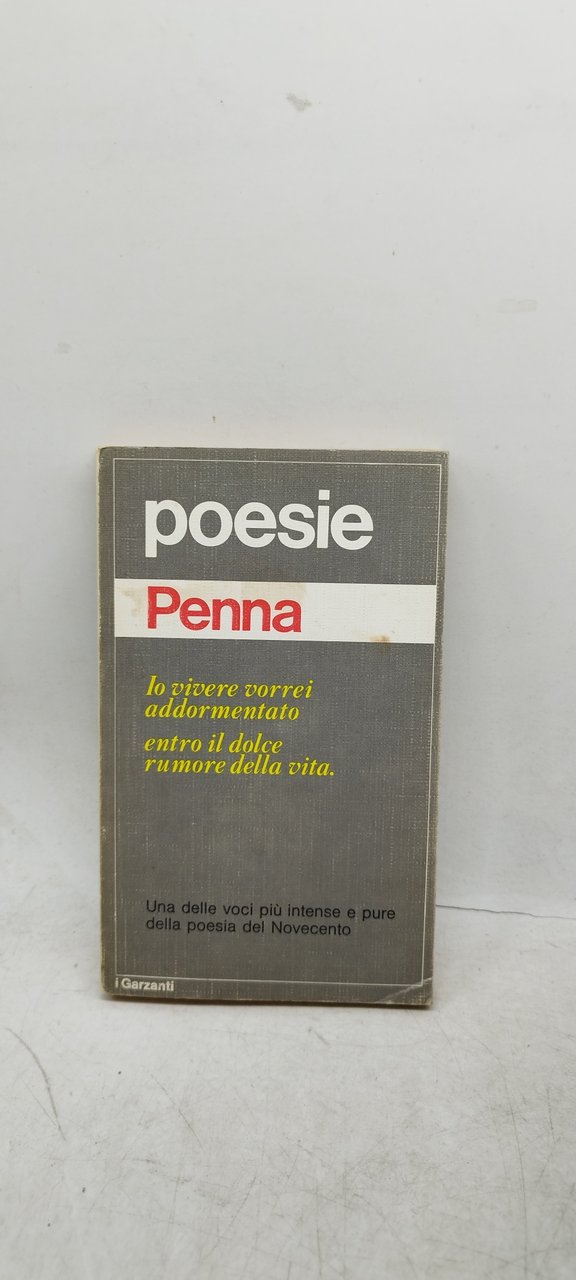 poesie
Penna
Io vivere vorrei
addormentato
entro il dolce
rumore della vita.
Una delle voci più intense e pure
della poesia del Novecento
i Garzanti